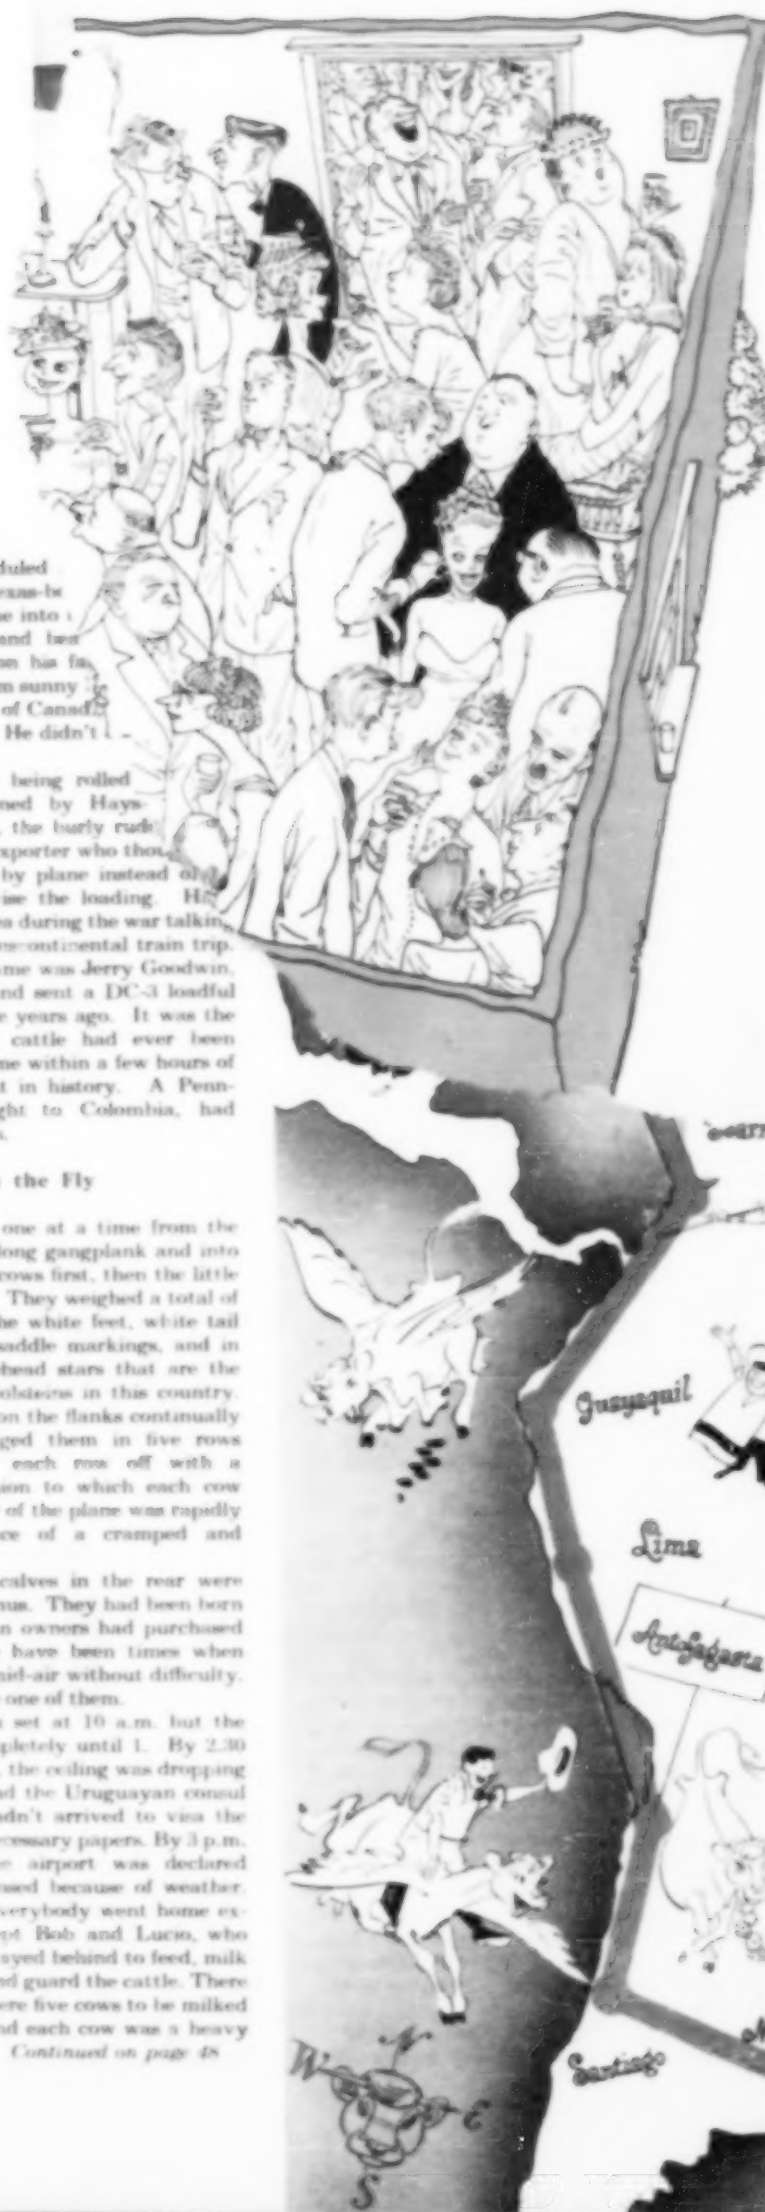 duled
exas-
e into
and
on his
m sunny
of Canad
He didn't
being rolled
ned by Hays-
, the burly
xporter who
by plane instead of
ise the loading.
ea during the war talking
ns-continental train trip.
me was Jerry Goodwin,
nd sent a DC-3 loadful
e years ago. It was the
cattle had ever been
ne within a few hours of
t in history. A Penn-
ght to Colombia, had
the Fly
one at a time from the
long gangplank and into
cows first, then the little
They weighed a total of
he white feet, white tail
saddle markings, and in
ehead stars that are the
olsteins in this country.
on the flanks continually
ged them in five rows
each row off with a
ion to which each cow
of the plane was rapidly
ce of a cramped and
calves in the rear were
nus. They had been born
n owners had purchased
have been times when
mid-air without difficulty.
one of them.
set at 10 a.m. but the
pletely until 1. By 2.30
, the ceiling was dropping
nd the Uruguayan consul
adn't arrived to visa the
ecessary papers. By 3 p.m.
e airport was declared
osed because of weather.
verybody went home ex-
pt Bob and Lucio, who
ayed behind to feed, milk
nd guard the cattle. There
ere five cows to be milked
nd each cow was a heavy
Continued on page 48
Guayaquil
Lima
Antofagasta
Santiago
N
W
E
S